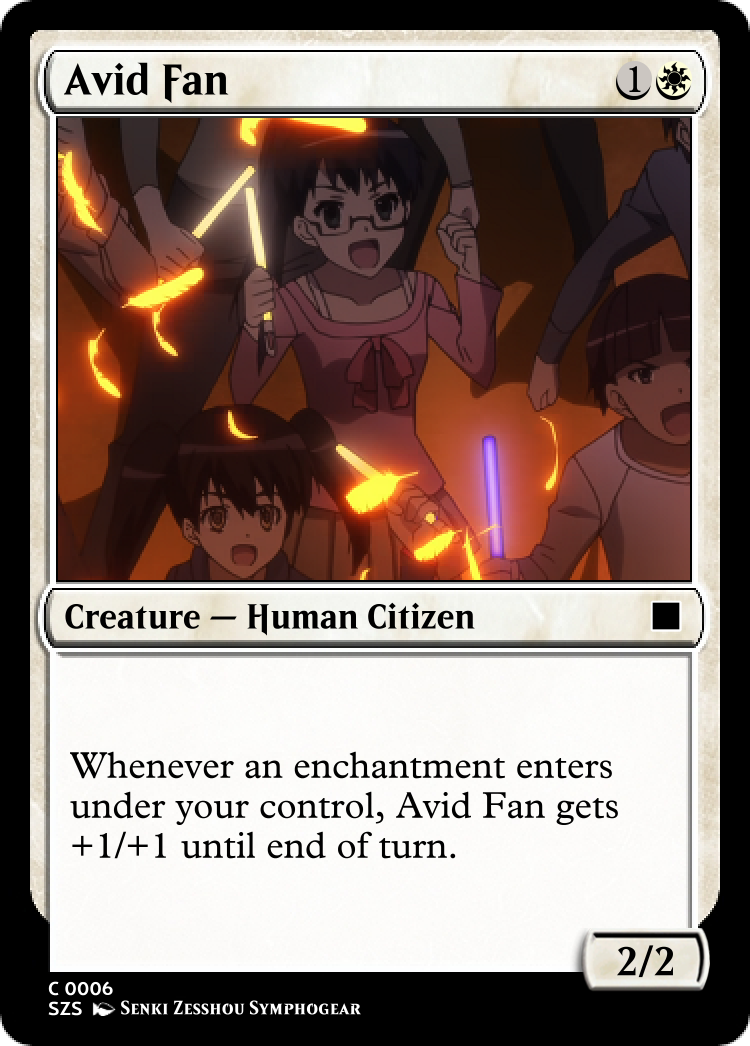 Avid Fan 1
Creature — Human Citizen
Whenever an enchantment enters
under your control, Avid Fan gets
+1/+1 until end of turn.
2/2
C 0006
SZS Senki Zesshou Symphogear